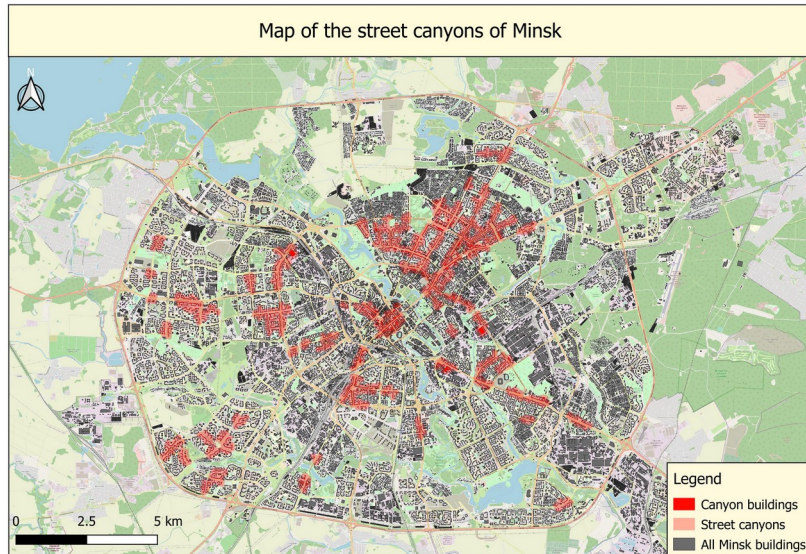 Map of the street canyons of Minsk
N
Legend
Canyon buildings
Street canyons
All Minsk buildings
0 2.5 5 km